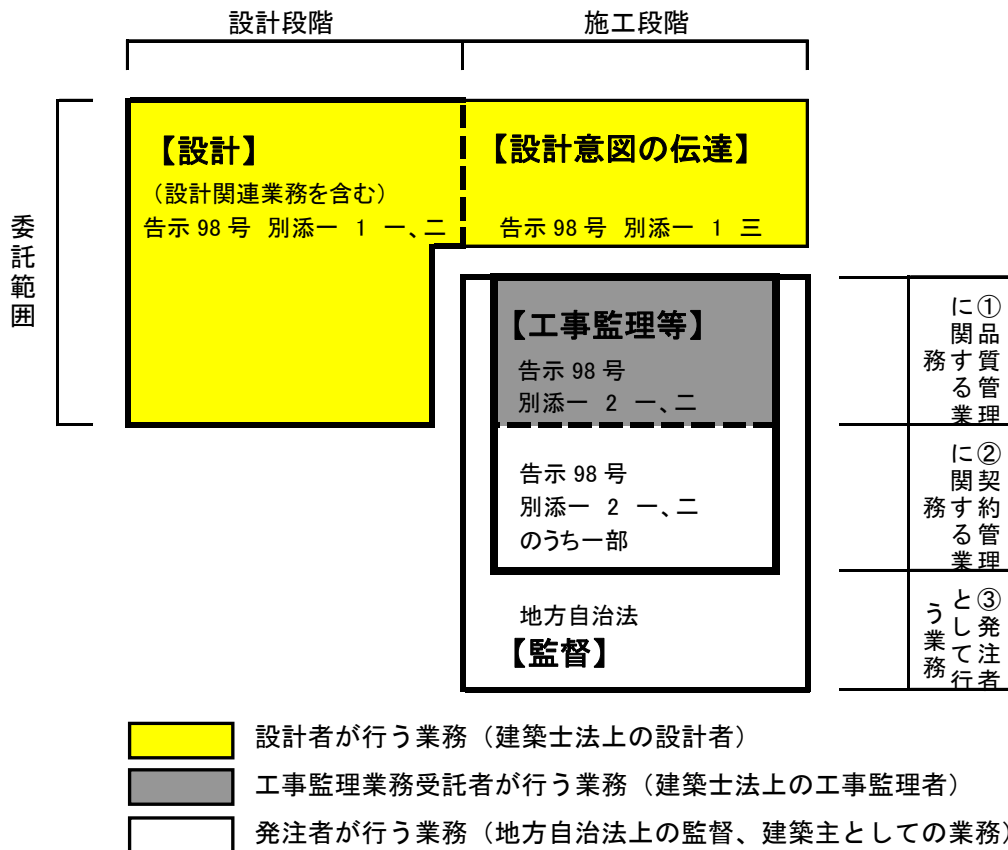 設計段階
施工段階
委託範囲
【設計】
（設計関連業務を含む）
告示 98 号 別添一 1 一、二
【設計意図の伝達】
告示 98 号 別添一 1 三
【工事監理等】
告示 98 号
別添一 2 一、二
告示 98 号
別添一 2 一、二
のうち一部
地方自治法
【監督】
①品質管理
に関する業
務
②契約管理
に関する業
務
③発注者
として行
う業務
設計者が行う業務（建築士法上の設計者）
工事監理業務受託者が行う業務（建築士法上の工事監理者）
発注者が行う業務（地方自治法上の監督、建築主としての業務）